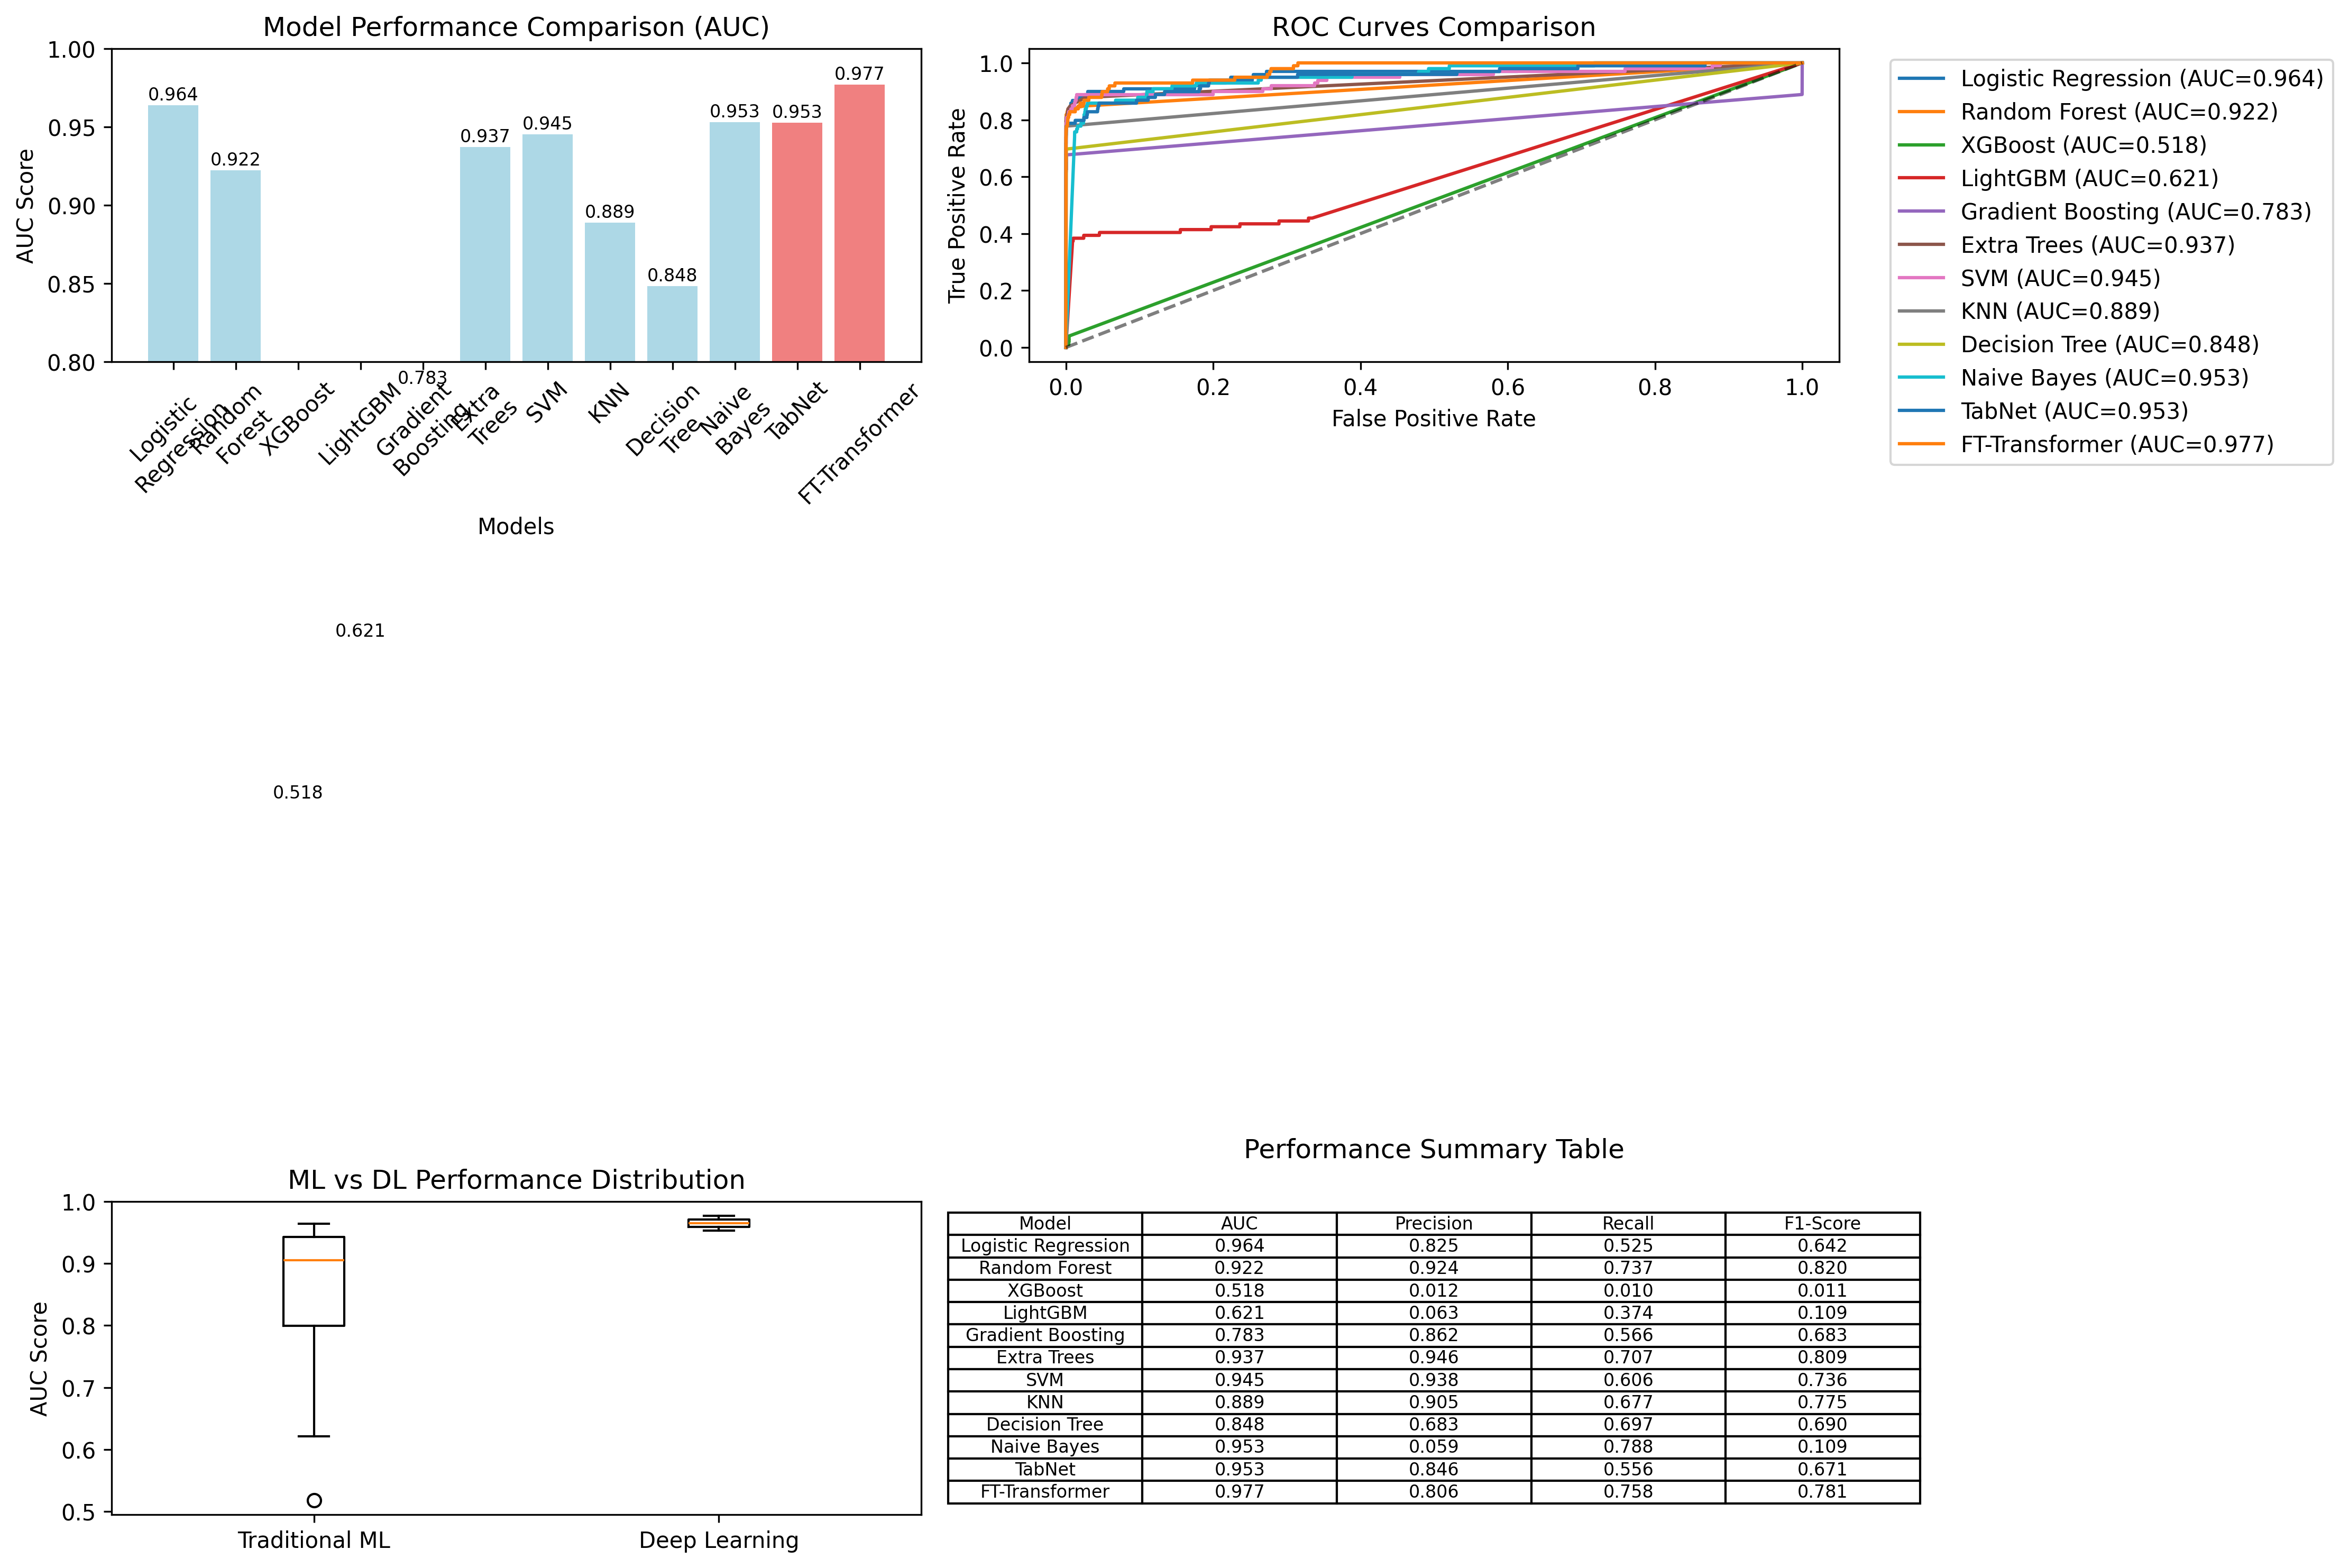 Model Performance Comparison (AUC)
AUC Score
1.00
0.95
0.90
0.85
0.80
0.964
0.922
0.518
0.621
0.783
0.937
0.945
0.889
0.848
0.953
0.953
0.977
Logistic
Regression
Random
Forest
XGBoost
LightGBM
Gradient
Boosting
Extra
Trees
SVM
KNN
Decision
Tree
Naive
Bayes
TabNet
FT-Transformer
Models
ROC Curves Comparison
True Positive Rate
1.0
0.8
0.6
0.4
0.2
0.0
0.0 0.2 0.4 0.6 0.8 1.0
False Positive Rate
Logistic Regression (AUC=0.964)
Random Forest (AUC=0.922)
XGBoost (AUC=0.518)
LightGBM (AUC=0.621)
Gradient Boosting (AUC=0.783)
Extra Trees (AUC=0.937)
SVM (AUC=0.945)
KNN (AUC=0.889)
Decision Tree (AUC=0.848)
Naive Bayes (AUC=0.953)
TabNet (AUC=0.953)
FT-Transformer (AUC=0.977)
ML vs DL Performance Distribution
AUC Score
1.0
0.9
0.8
0.7
0.6
0.5
Traditional ML Deep Learning
Performance Summary Table
Model AUC Precision Recall F1-Score
Logistic Regression 0.964 0.825 0.525 0.642
Random Forest 0.922 0.924 0.737 0.820
XGBoost 0.518 0.012 0.010 0.011
LightGBM 0.621 0.063 0.374 0.109
Gradient Boosting 0.783 0.862 0.566 0.683
Extra Trees 0.937 0.946 0.707 0.809
SVM 0.945 0.938 0.606 0.736
KNN 0.889 0.905 0.677 0.775
Decision Tree 0.848 0.683 0.697 0.690
Naive Bayes 0.953 0.059 0.788 0.109
TabNet 0.953 0.846 0.556 0.671
FT-Transformer 0.977 0.806 0.758 0.781